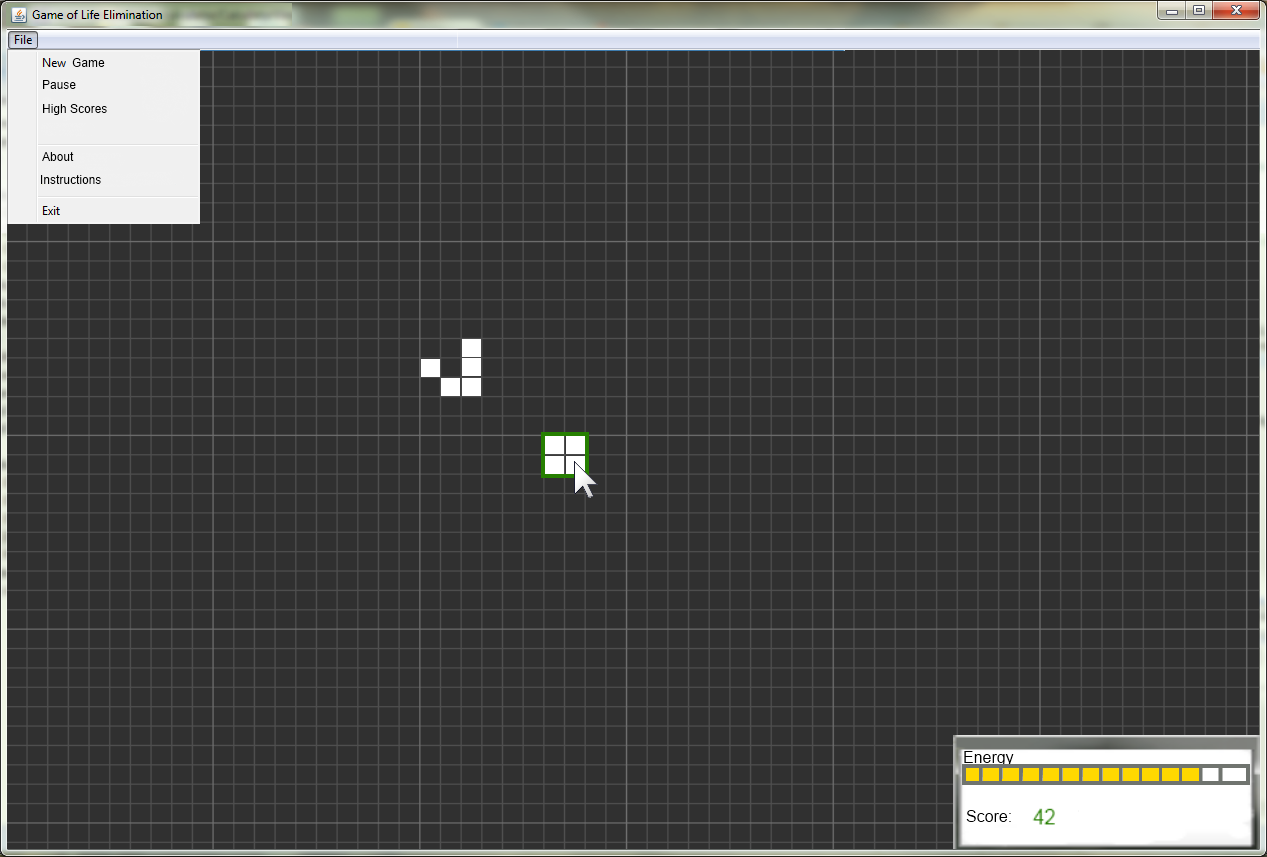 Game of Life Elimination
File
New Game
Pause
High Scores
About
Instructions
Exit
Energy
Score: 42